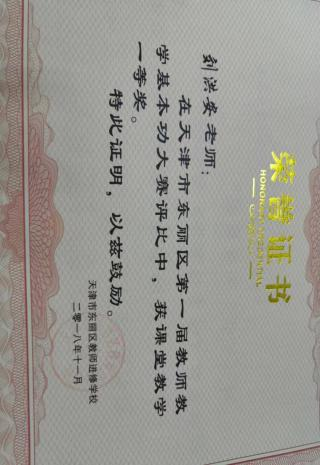 荣誉证书
HONORARY CREDENTIAL
刘洪安老师:
在天津市东丽区第一届教师教
学基本功大赛评比中，获课堂教学
一等奖。
特此证明，以兹鼓励。
天津市东丽区教师进修学校
二零一八年十一月